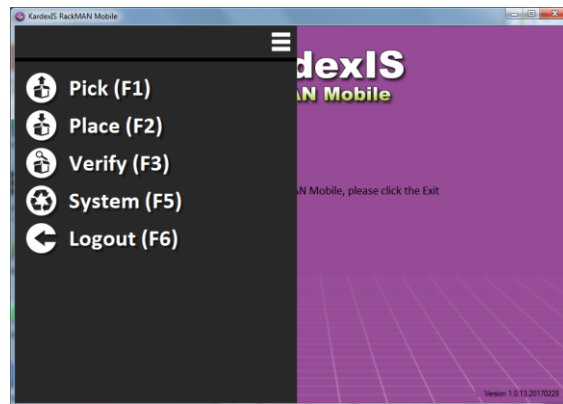 KardexIS RackMAN Mobile
dexIS
AN Mobile
Pick (F1)
Place (F2)
Verify (F3)
AN Mobile, please click the Exit
System (F5)
Logout (F6)
Version 1.0.13.20170228